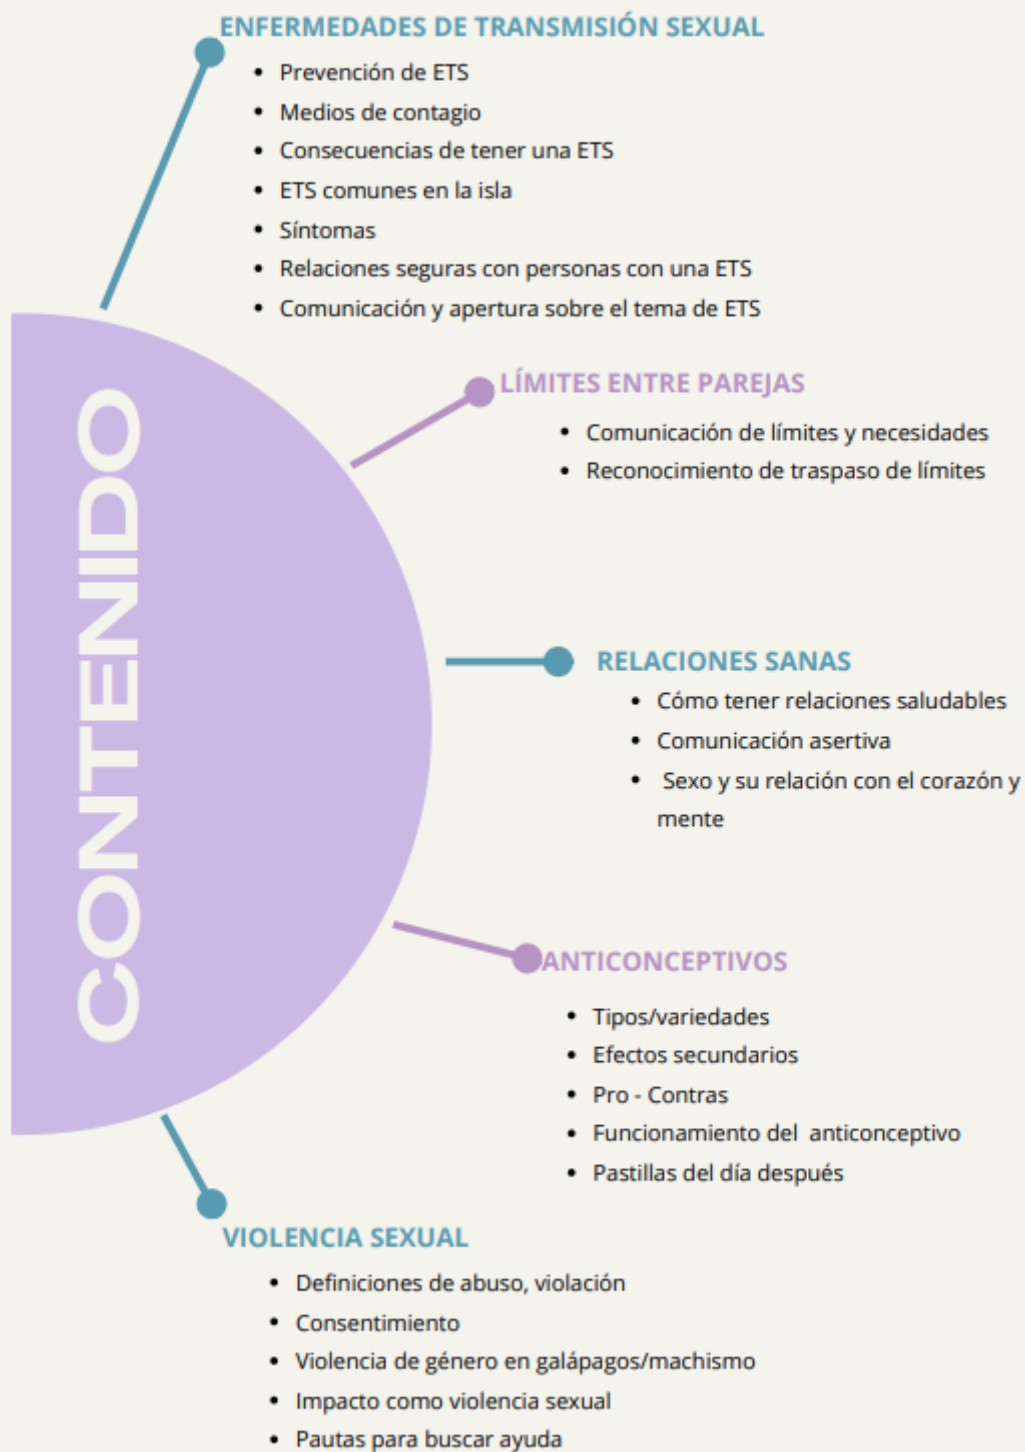 ENFERMEDADES DE TRANSMISIÓN SEXUAL
• Prevención de ETS
• Medios de contagio
• Consecuencias de tener una ETS
• ETS comunes en la isla
• Síntomas
• Relaciones seguras con personas con una ETS
• Comunicación y apertura sobre el tema de ETS
CONTENIDO
LÍMITES ENTRE PAREJAS
• Comunicación de límites y necesidades
• Reconocimiento de traspaso de límites
RELACIONES SANAS
• Cómo tener relaciones saludables
• Comunicación asertiva
• Sexo y su relación con el corazón y
mente
ANTICONCEPTIVOS
• Tipos/variedades
• Efectos secundarios
• Pro - Contras
• Funcionamiento del anticonceptivo
• Pastillas del día después
VIOLENCIA SEXUAL
• Definiciones de abuso, violación
• Consentimiento
• Violencia de género en galápagos/machismo
• Impacto como violencia sexual
• Pautas para buscar ayuda